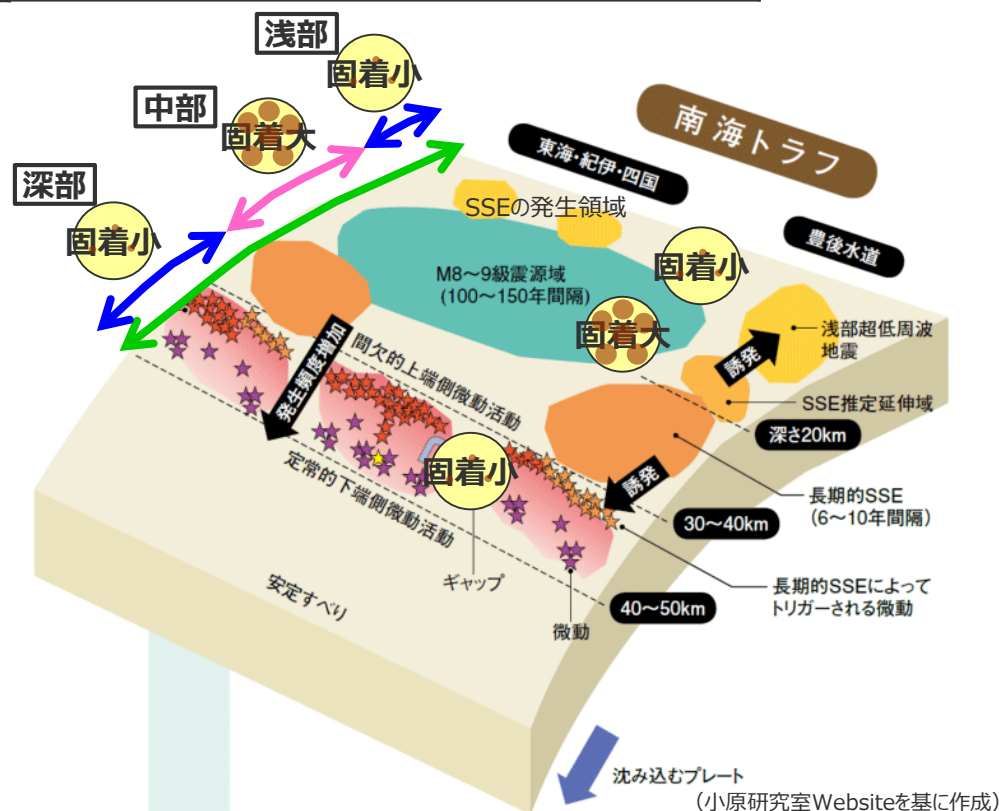 浅部
固着小
中部
固着大
深部
固着小
南海トラフ
東海・紀伊・四国
豊後水道
SSEの発生領域
M8〜9級震源域
(100〜150年間隔)
固着小
固着大
浅部超低周波
地震
誘発
SSE推定延伸域
深さ20km
発生頻度増加
間欠的上端側微動活動
定常的下端側微動活動
固着小
誘発
長期的SSE
(6〜10年間隔)
30〜40km
長期的SSEによって
トリガーされる微動
ギャップ
40〜50km
微動
安定すべり
沈み込むプレート
(小原研究室Websiteを基に作成)